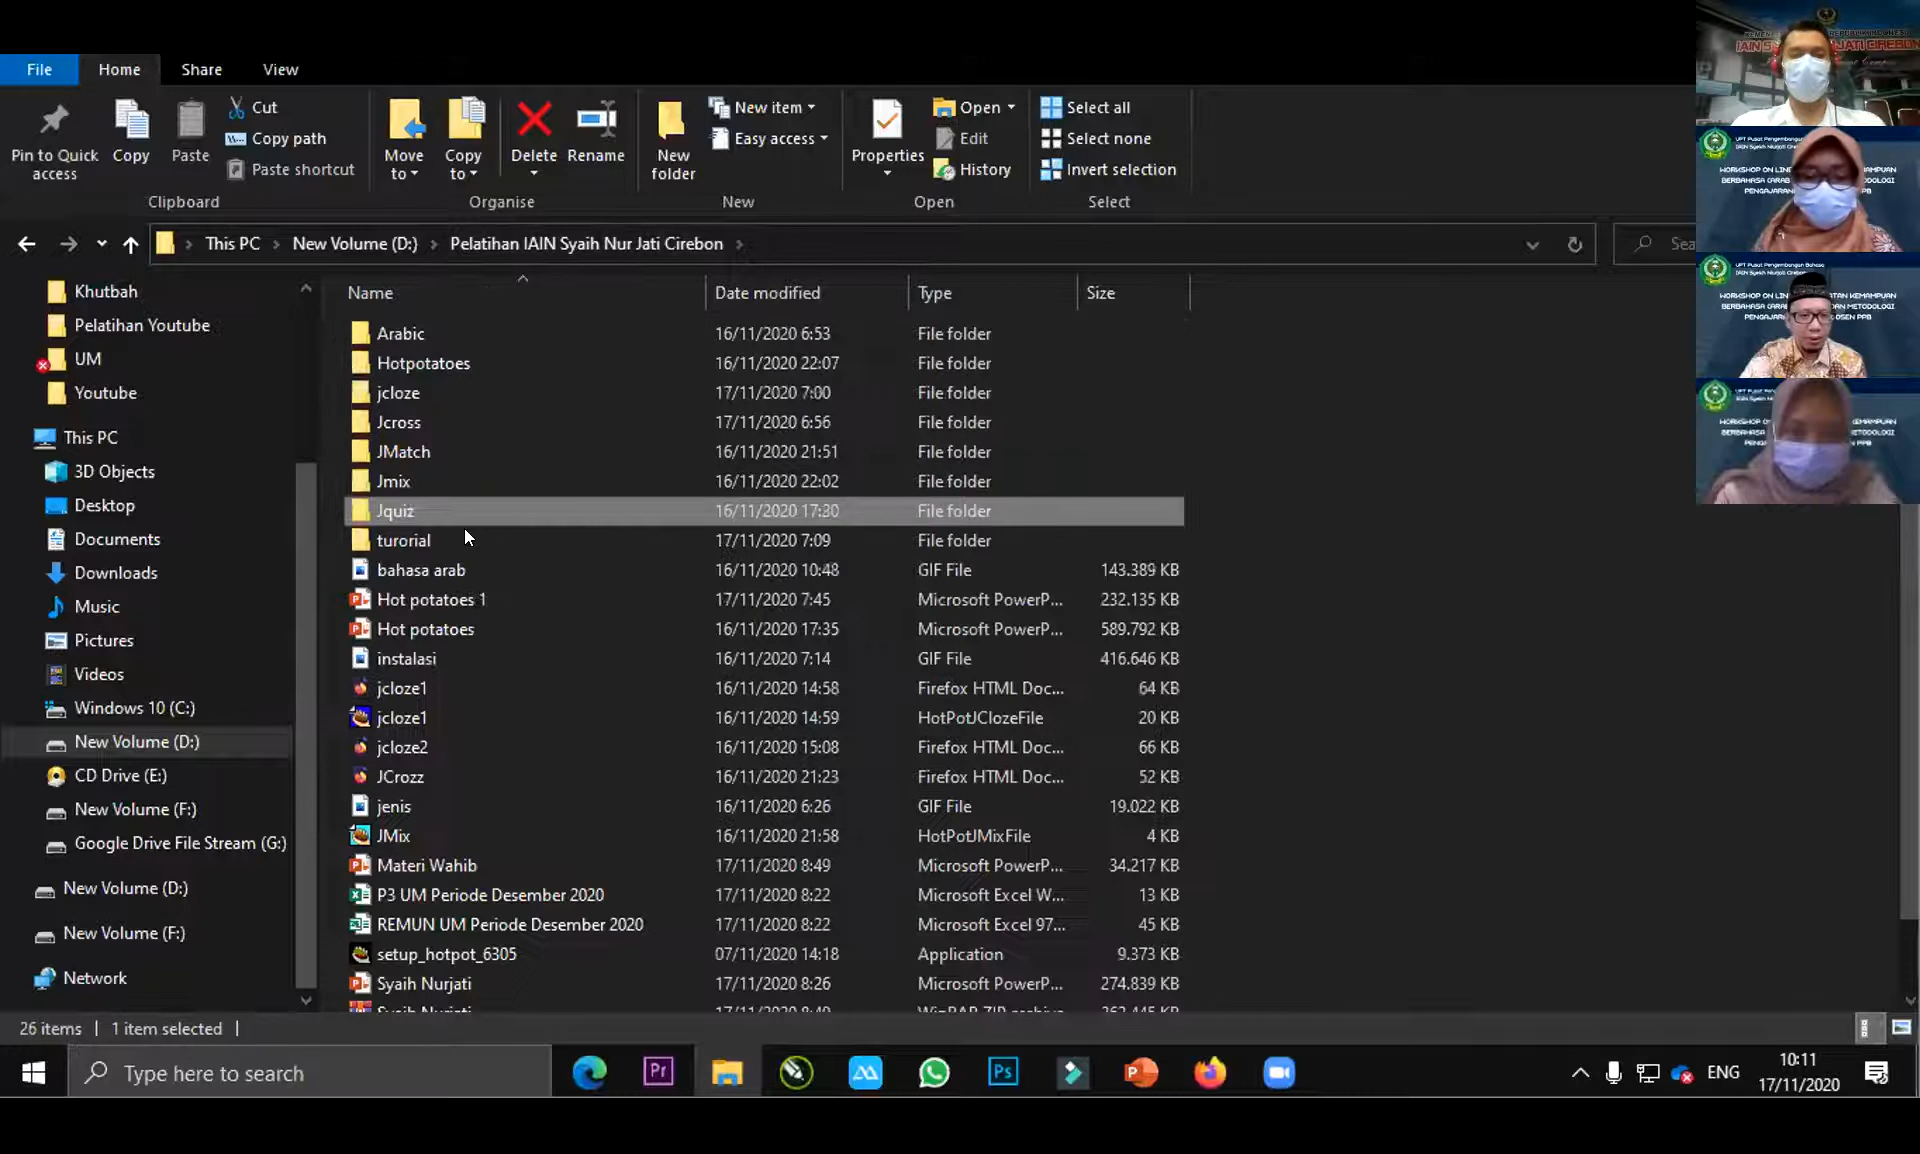 File Home Share View
Pin to Quick access
Copy
Paste
Cut
Copy path
Paste shortcut
Clipboard
Move to
Copy to
Delete
Rename
Organise
New folder
New item
Easy access
New
Properties
Open
Edit
History
Open
Select all
Select none
Invert selection
Select
This PC > New Volume (D:) > Pelatihan IAIN Syaih Nur Jati Cirebon >
Khutbah
Pelatihan Youtube
UM
Youtube
This PC
3D Objects
Desktop
Documents
Downloads
Music
Pictures
Videos
Windows 10 (C:)
New Volume (D:)
CD Drive (E:)
New Volume (F:)
Google Drive File Stream (G:)
New Volume (D:)
New Volume (F:)
Network
Name Date modified Type Size
Arabic 16/11/2020 6:53 File folder
Hotpotatoes 16/11/2020 22:07 File folder
jcloze 17/11/2020 7:00 File folder
Jcross 17/11/2020 6:56 File folder
JMatch 16/11/2020 21:51 File folder
Jmix 16/11/2020 22:02 File folder
Jquiz 16/11/2020 17:30 File folder
turorial 17/11/2020 7:09 File folder
bahasa arab 16/11/2020 10:48 GIF File 143.389 KB
Hot potatoes 1 17/11/2020 7:45 Microsoft PowerP... 232.135 KB
Hot potatoes 16/11/2020 17:35 Microsoft PowerP... 589.792 KB
instalasi 16/11/2020 7:14 GIF File 416.646 KB
jcloze1 16/11/2020 14:58 Firefox HTML Doc... 64 KB
jcloze1 16/11/2020 14:59 HotPotJClozeFile 20 KB
jcloze2 16/11/2020 15:08 Firefox HTML Doc... 66 KB
JCrozz 16/11/2020 21:23 Firefox HTML Doc... 52 KB
jenis 16/11/2020 6:26 GIF File 19.022 KB
JMix 16/11/2020 21:58 HotPotJMixFile 4 KB
Materi Wahib 17/11/2020 8:49 Microsoft PowerP... 34.217 KB
P3 UM Periode Desember 2020 17/11/2020 8:22 Microsoft Excel W... 13 KB
REMUN UM Periode Desember 2020 17/11/2020 8:22 Microsoft Excel 97... 45 KB
setup_hotpot_6305 07/11/2020 14:18 Application 9.373 KB
Syaih Nurjati 17/11/2020 8:26 Microsoft PowerP... 274.839 KB
26 items 1 item selected
Type here to search
ENG
10:11
17/11/2020